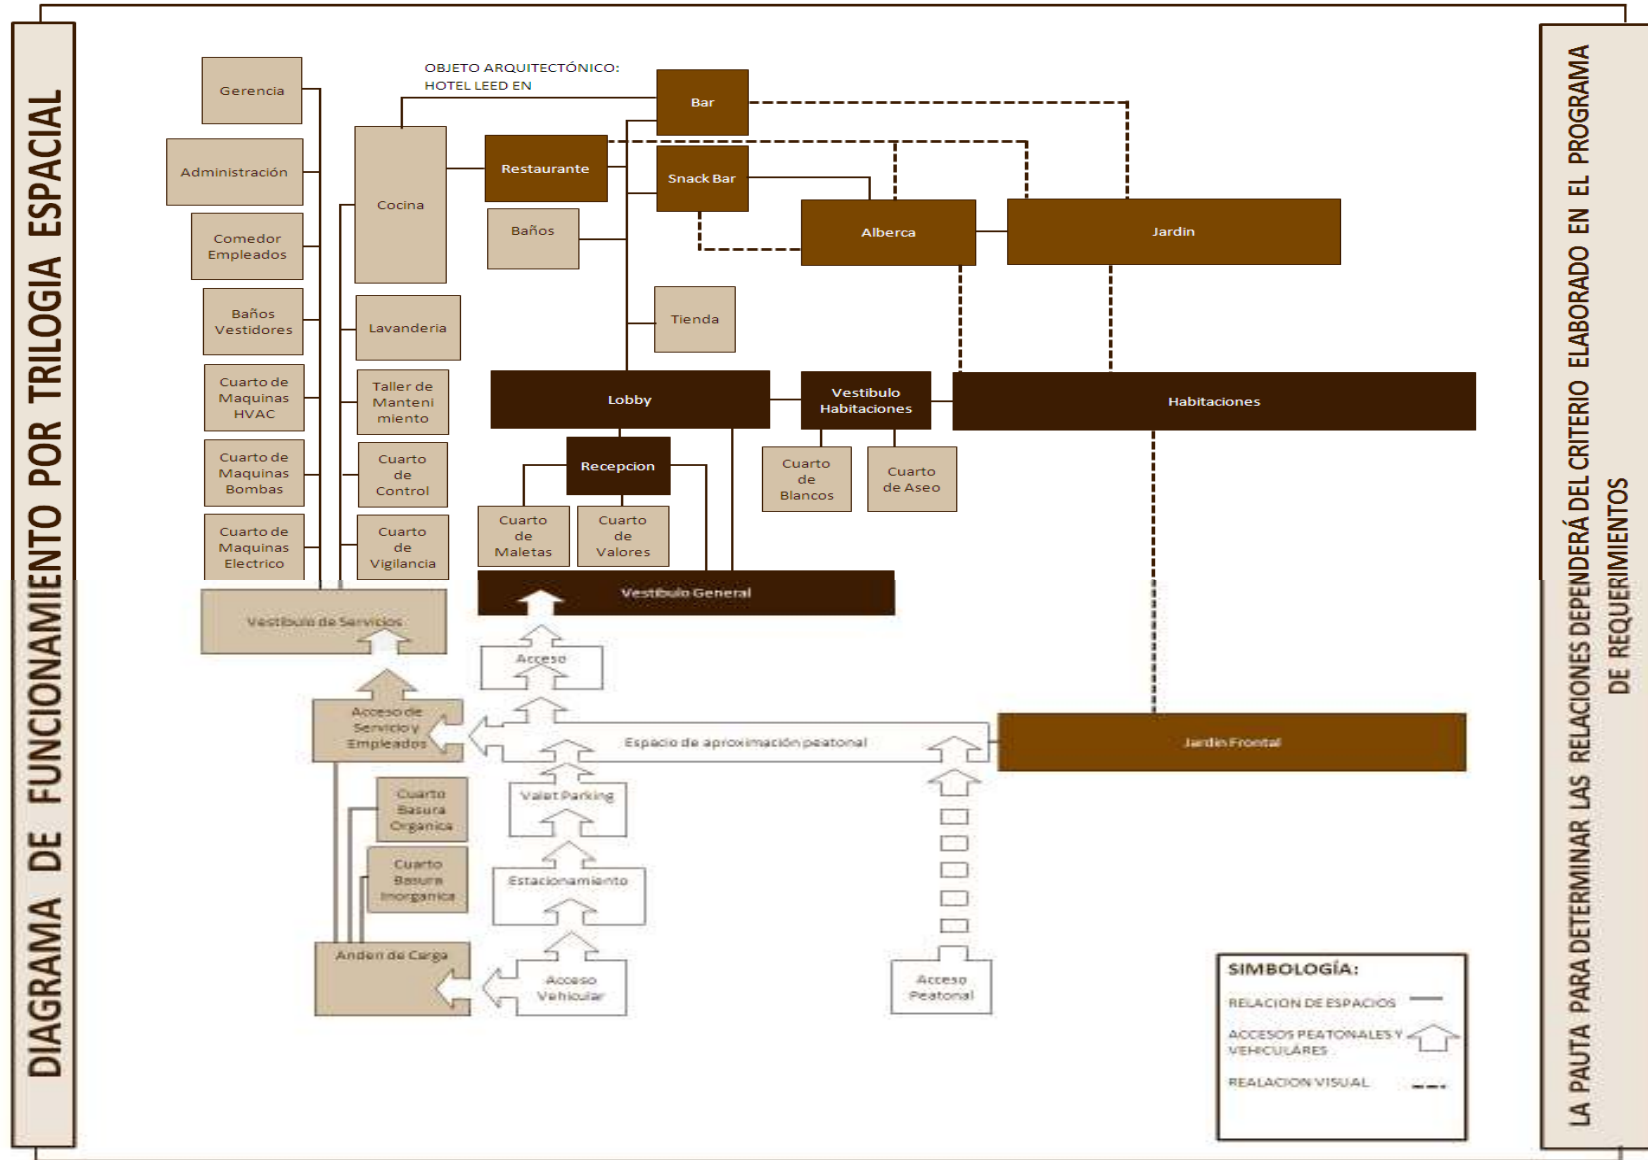 DIAGRAMA DE FUNCIONAMIENTO POR TRILOGIA ESPACIAL
OBJETO ARQUITECTÓNICO:
HOTEL LEED EN
Gerencia
Administración
Comedor
Empleados
Baños
Vestidores
Cuarto de
Maquinas
HVAC
Cuarto de
Maquinas
Bombas
Cuarto de
Maquinas
Electrico
Cocina
Lavanderia
Taller de
Manteni
miento
Cuarto
de
Control
Cuarto
de
Vigilancia
Vestibulo de Servicios
Restaurante
Baños
Bar
Snack Bar
Tienda
Alberca
Jardin
Lobby
Vestibulo
Habitaciones
Habitaciones
Recepcion
Cuarto
de
Maletas
Cuarto
de
Valores
Cuarto
de
Blancos
Cuarto
de Aseo
Vestibulo General
Acceso
Acceso de
Servicio y
Empleados
Espacio de aproximación peatonal
Jardin Frontal
Cuarto
Basura
Organica
Cuarto
Basura
Inorganica
Valet Parking
Estacionamiento
Anden de Carga
Acceso
Vehicular
Acceso
Peatonal
SIMBOLOGÍA:
RELACION DE ESPACIOS
ACCESOS PEATONALES Y
VEHICULÁRES
REALACION VISUAL
LA PAUTA PARA DETERMINAR LAS RELACIONES DEPENDERÁ DEL CRITERIO ELABORADO EN EL PROGRAMA
DE REQUERIMIENTOS